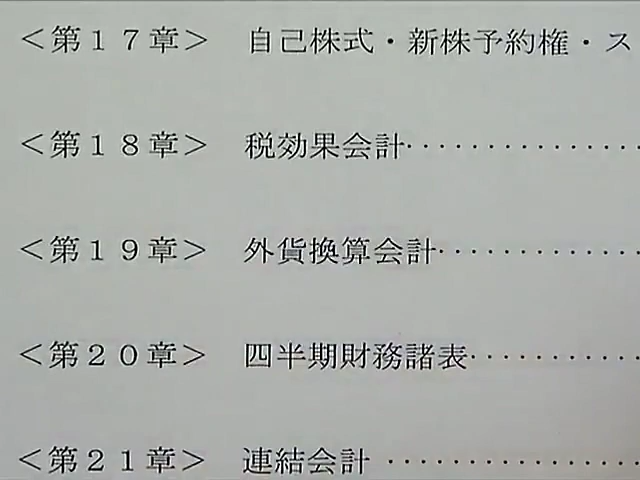 ＜第１７章＞　自己株式・新株予約権・ス
＜第１８章＞　税効果会計･･････････････
＜第１９章＞　外貨換算会計････････････
＜第２０章＞　四半期財務諸表･･････････
＜第２１章＞　連結会計 ･･･････････････